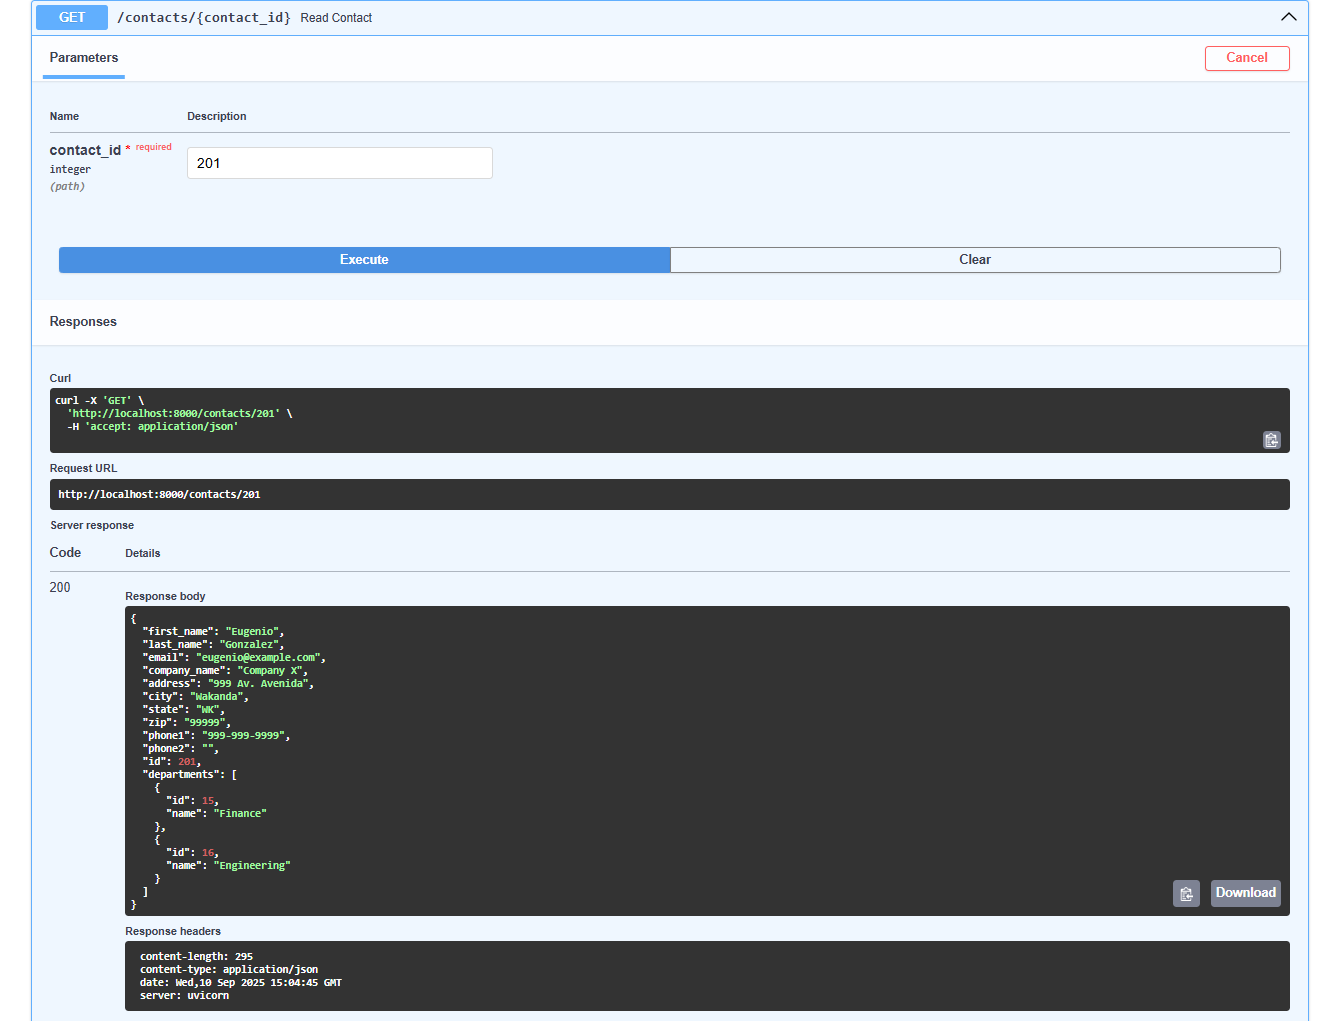 GET /contacts/{contact_id} Read Contact
Parameters
Cancel
Name Description
contact_id * required
integer
(path)
201
Execute Clear
Responses
Curl
curl -X 'GET' \
  'http://localhost:8000/contacts/201' \
  -H 'accept: application/json'
Request URL
http://localhost:8000/contacts/201
Server response
Code Details
200
Response body
{
  "first_name": "Eugenio",
  "last_name": "Gonzalez",
  "email": "eugenio@example.com",
  "company_name": "Company X",
  "address": "999 Av. Avenida",
  "city": "Wakanda",
  "state": "WK",
  "zip": "99999",
  "phone1": "999-999-9999",
  "phone2": "",
  "id": 201,
  "departments": [
    {
      "id": 15,
      "name": "Finance"
    },
    {
      "id": 16,
      "name": "Engineering"
    }
  ]
}
Download
Response headers
content-length: 295
content-type: application/json
date: Wed,10 Sep 2025 15:04:45 GMT
server: uvicorn